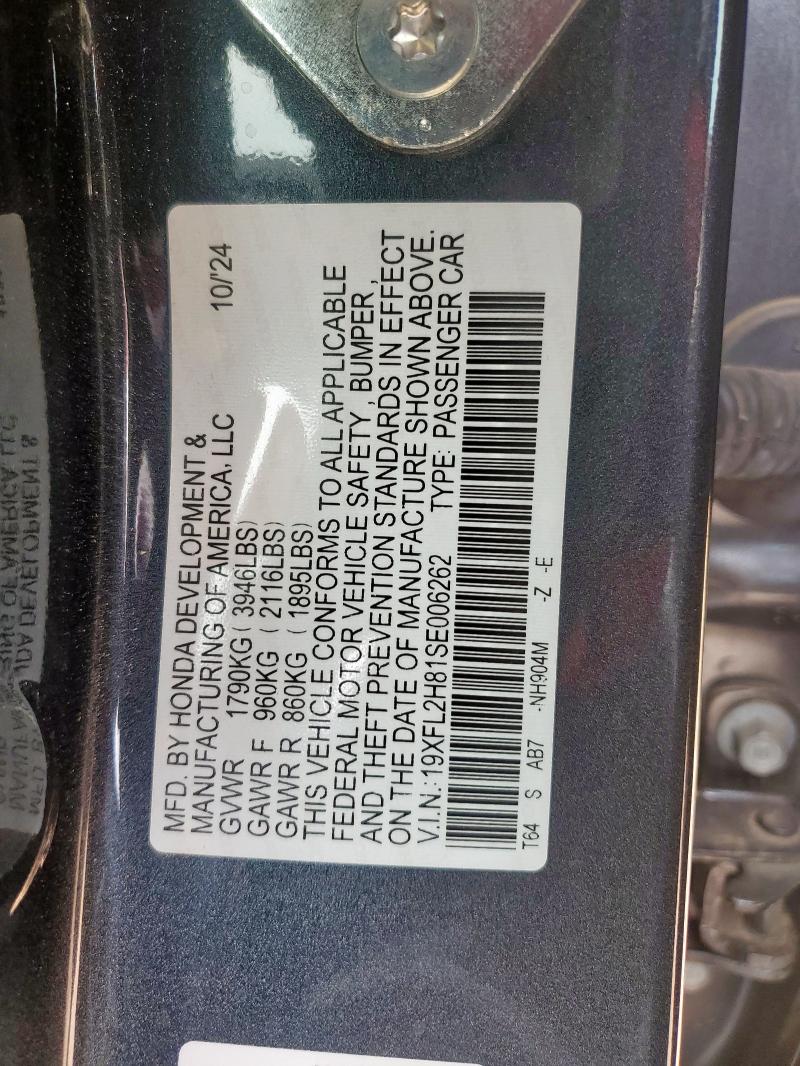 MFD. BY HONDA DEVELOPMENT &
MANUFACTURING OF AMERICA, LLC 10/'24
GVWR 1790KG ( 3946LBS)
GAWR F 960KG ( 2116LBS)
GAWR R 860KG ( 1895LBS)
THIS VEHICLE CONFORMS TO ALL APPLICABLE
FEDERAL MOTOR VEHICLE SAFETY , BUMPER ,
AND THEFT PREVENTION STANDARDS IN EFFECT
ON THE DATE OF MANUFACTURE SHOWN ABOVE.
V.I.N.:19XFL2H81SE006262 TYPE: PASSENGER CAR
T64 S AB7 -NH904M -Z -E